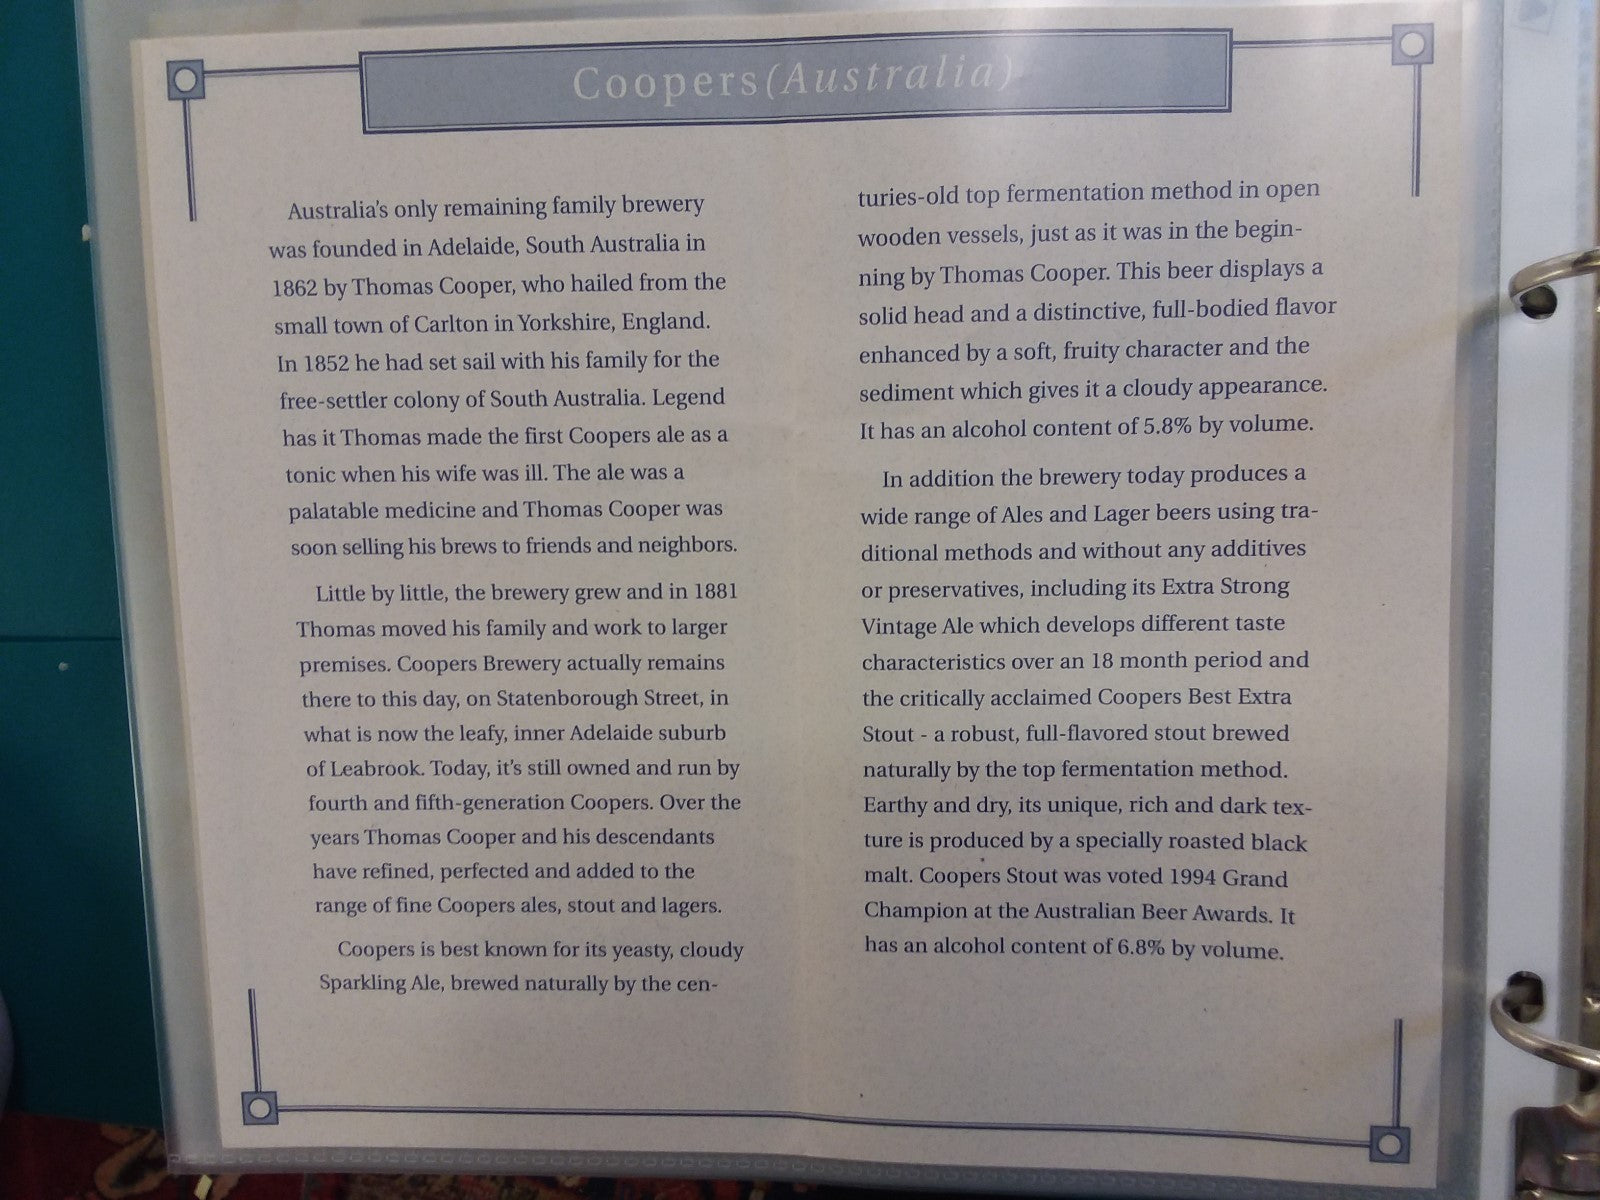 Coopers (Australia)
Australia's only remaining family brewery
was founded in Adelaide, South Australia in
1862 by Thomas Cooper, who hailed from the
small town of Carlton in Yorkshire, England.
In 1852 he had set sail with his family for the
free-settler colony of South Australia. Legend
has it Thomas made the first Coopers ale as a
tonic when his wife was ill. The ale was a
palatable medicine and Thomas Cooper was
soon selling his brews to friends and neighbors.
Little by little, the brewery grew and in 1881
Thomas moved his family and work to larger
premises. Coopers Brewery actually remains
there to this day, on Statenborough Street, in
what is now the leafy, inner Adelaide suburb
of Leabrook. Today, it's still owned and run by
fourth and fifth-generation Coopers. Over the
years Thomas Cooper and his descendants
have refined, perfected and added to the
range of fine Coopers ales, stout and lagers.
Coopers is best known for its yeasty, cloudy
Sparkling Ale, brewed naturally by the cen-
turies-old top fermentation method in open
wooden vessels, just as it was in the begin-
ning by Thomas Cooper. This beer displays a
solid head and a distinctive, full-bodied flavor
enhanced by a soft, fruity character and the
sediment which gives it a cloudy appearance.
It has an alcohol content of 5.8% by volume.
In addition the brewery today produces a
wide range of Ales and Lager beers using tra-
ditional methods and without any additives
or preservatives, including its Extra Strong
Vintage Ale which develops different taste
characteristics over an 18 month period and
the critically acclaimed Coopers Best Extra
Stout - a robust, full-flavored stout brewed
naturally by the top fermentation method.
Earthy and dry, its unique, rich and dark tex-
ture is produced by a specially roasted black
malt. Coopers Stout was voted 1994 Grand
Champion at the Australian Beer Awards. It
has an alcohol content of 6.8% by volume.